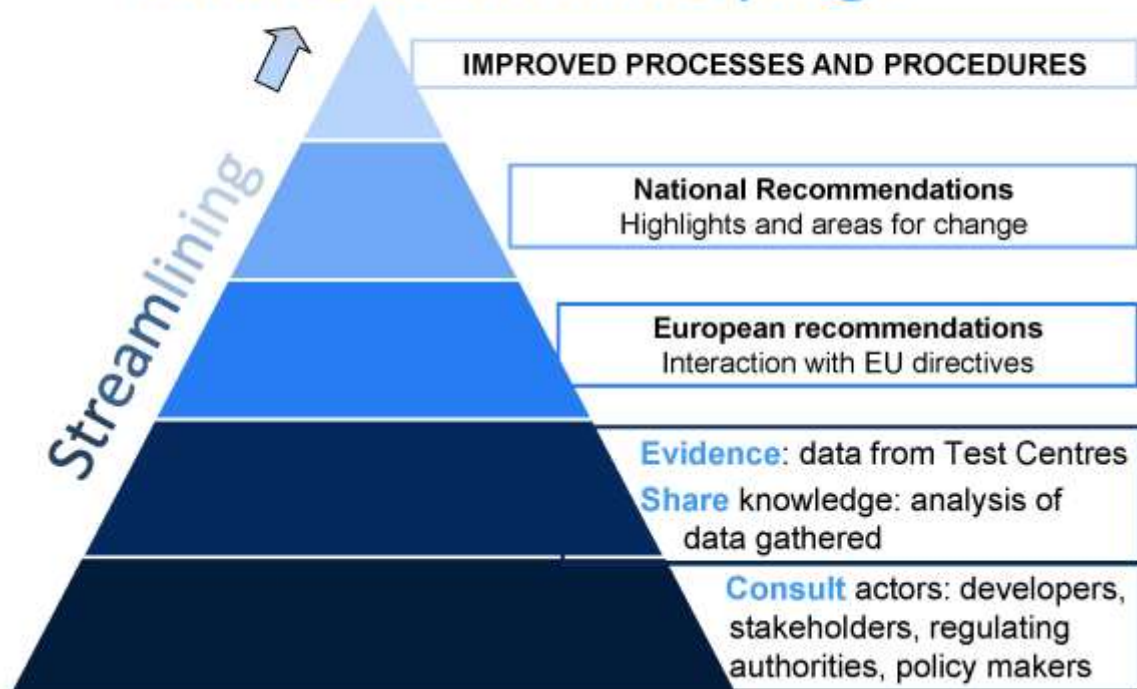 IMPROVED PROCESSES AND PROCEDURES
National Recommendations
Highlights and areas for change
European recommendations
Interaction with EU directives
Evidence: data from Test Centres
Share knowledge: analysis of
data gathered
Consult actors: developers,
stakeholders, regulating
authorities, policy makers
Streamlining